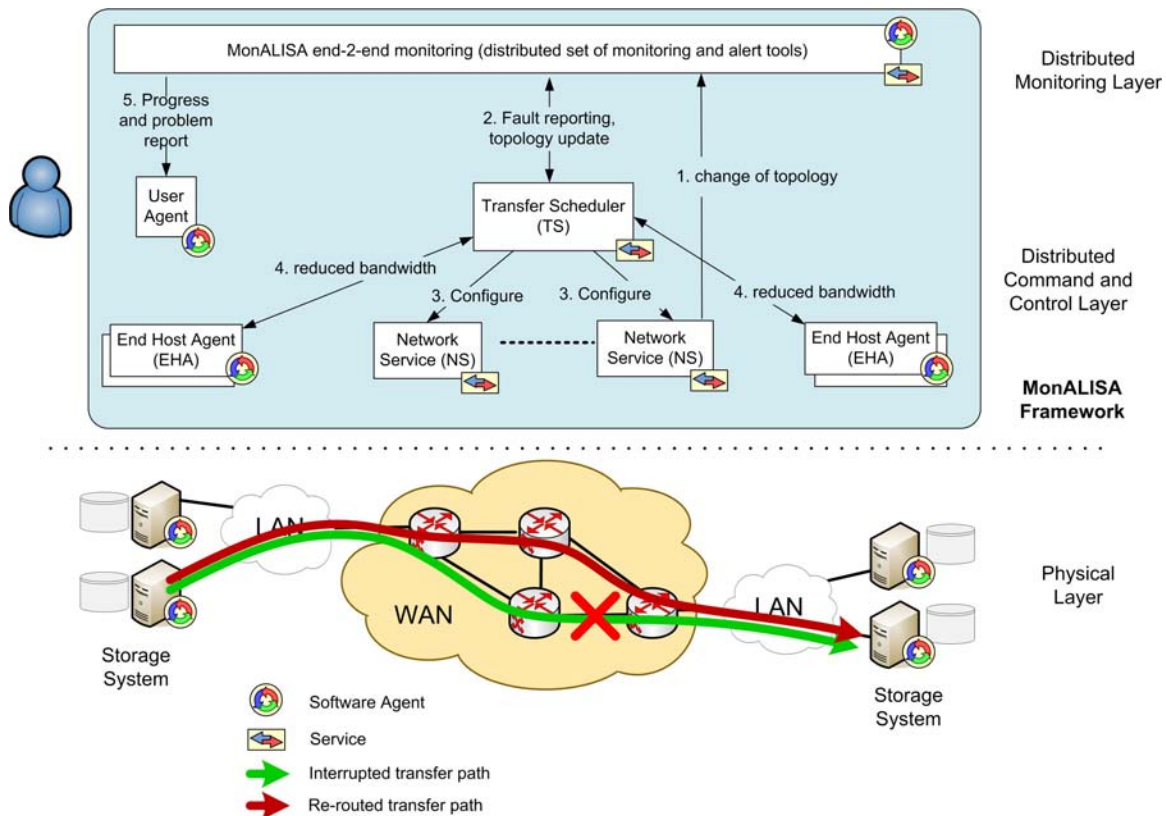 MonALISA end-2-end monitoring (distributed set of monitoring and alert tools)
Distributed
Monitoring Layer
5. Progress
and problem
report
2. Fault reporting,
topology update
1. change of topology
User
Agent
Transfer Scheduler
(TS)
4. reduced bandwidth
3. Configure
3. Configure
4. reduced bandwidth
Distributed
Command and
Control Layer
End Host Agent
(EHA)
Network
Service (NS)
Network
Service (NS)
End Host Agent
(EHA)
MonALISA
Framework
LAN
WAN
LAN
Physical
Layer
Storage
System
Storage
System
Software Agent
Service
Interrupted transfer path
Re-routed transfer path